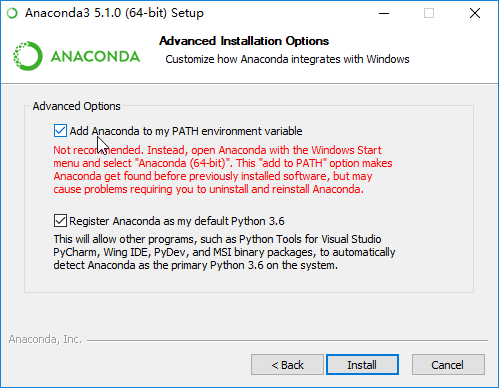 Anaconda3 5.1.0 (64-bit) Setup
ANACONDA
Advanced Installation Options
Customize how Anaconda integrates with Windows
Advanced Options
Add Anaconda to my PATH environment variable
Not recommended. Instead, open Anaconda with the Windows Start
menu and select "Anaconda (64-bit)". This "add to PATH" option makes
Anaconda get found before previously installed software, but may
cause problems requiring you to uninstall and reinstall Anaconda.
Register Anaconda as my default Python 3.6
This will allow other programs, such as Python Tools for Visual Studio
PyCharm, Wing IDE, PyDev, and MSI binary packages, to automatically
detect Anaconda as the primary Python 3.6 on the system.
Anaconda, Inc.
< Back
Install
Cancel